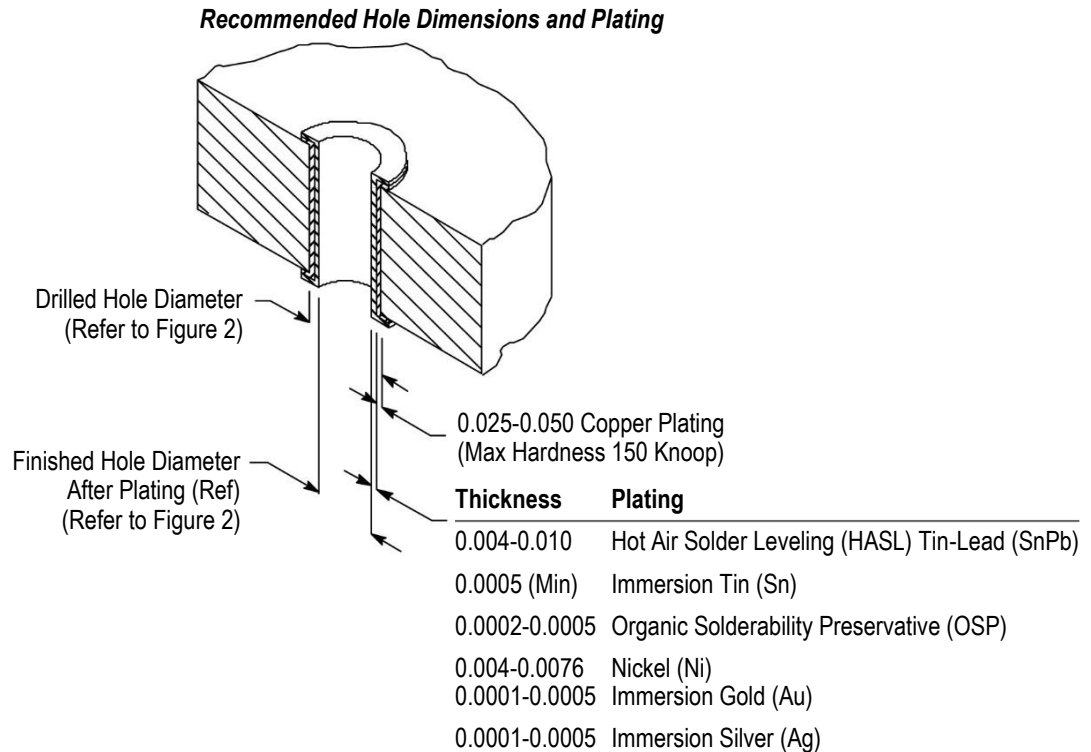 Recommended Hole Dimensions and Plating
Drilled Hole Diameter
(Refer to Figure 2)
0.025-0.050 Copper Plating
(Max Hardness 150 Knoop)
Finished Hole Diameter
After Plating (Ref)
(Refer to Figure 2)
Thickness Plating
0.004-0.010 Hot Air Solder Leveling (HASL) Tin-Lead (SnPb)
0.0005 (Min) Immersion Tin (Sn)
0.0002-0.0005 Organic Solderability Preservative (OSP)
0.004-0.0076 Nickel (Ni)
0.0001-0.0005 Immersion Gold (Au)
0.0001-0.0005 Immersion Silver (Ag)